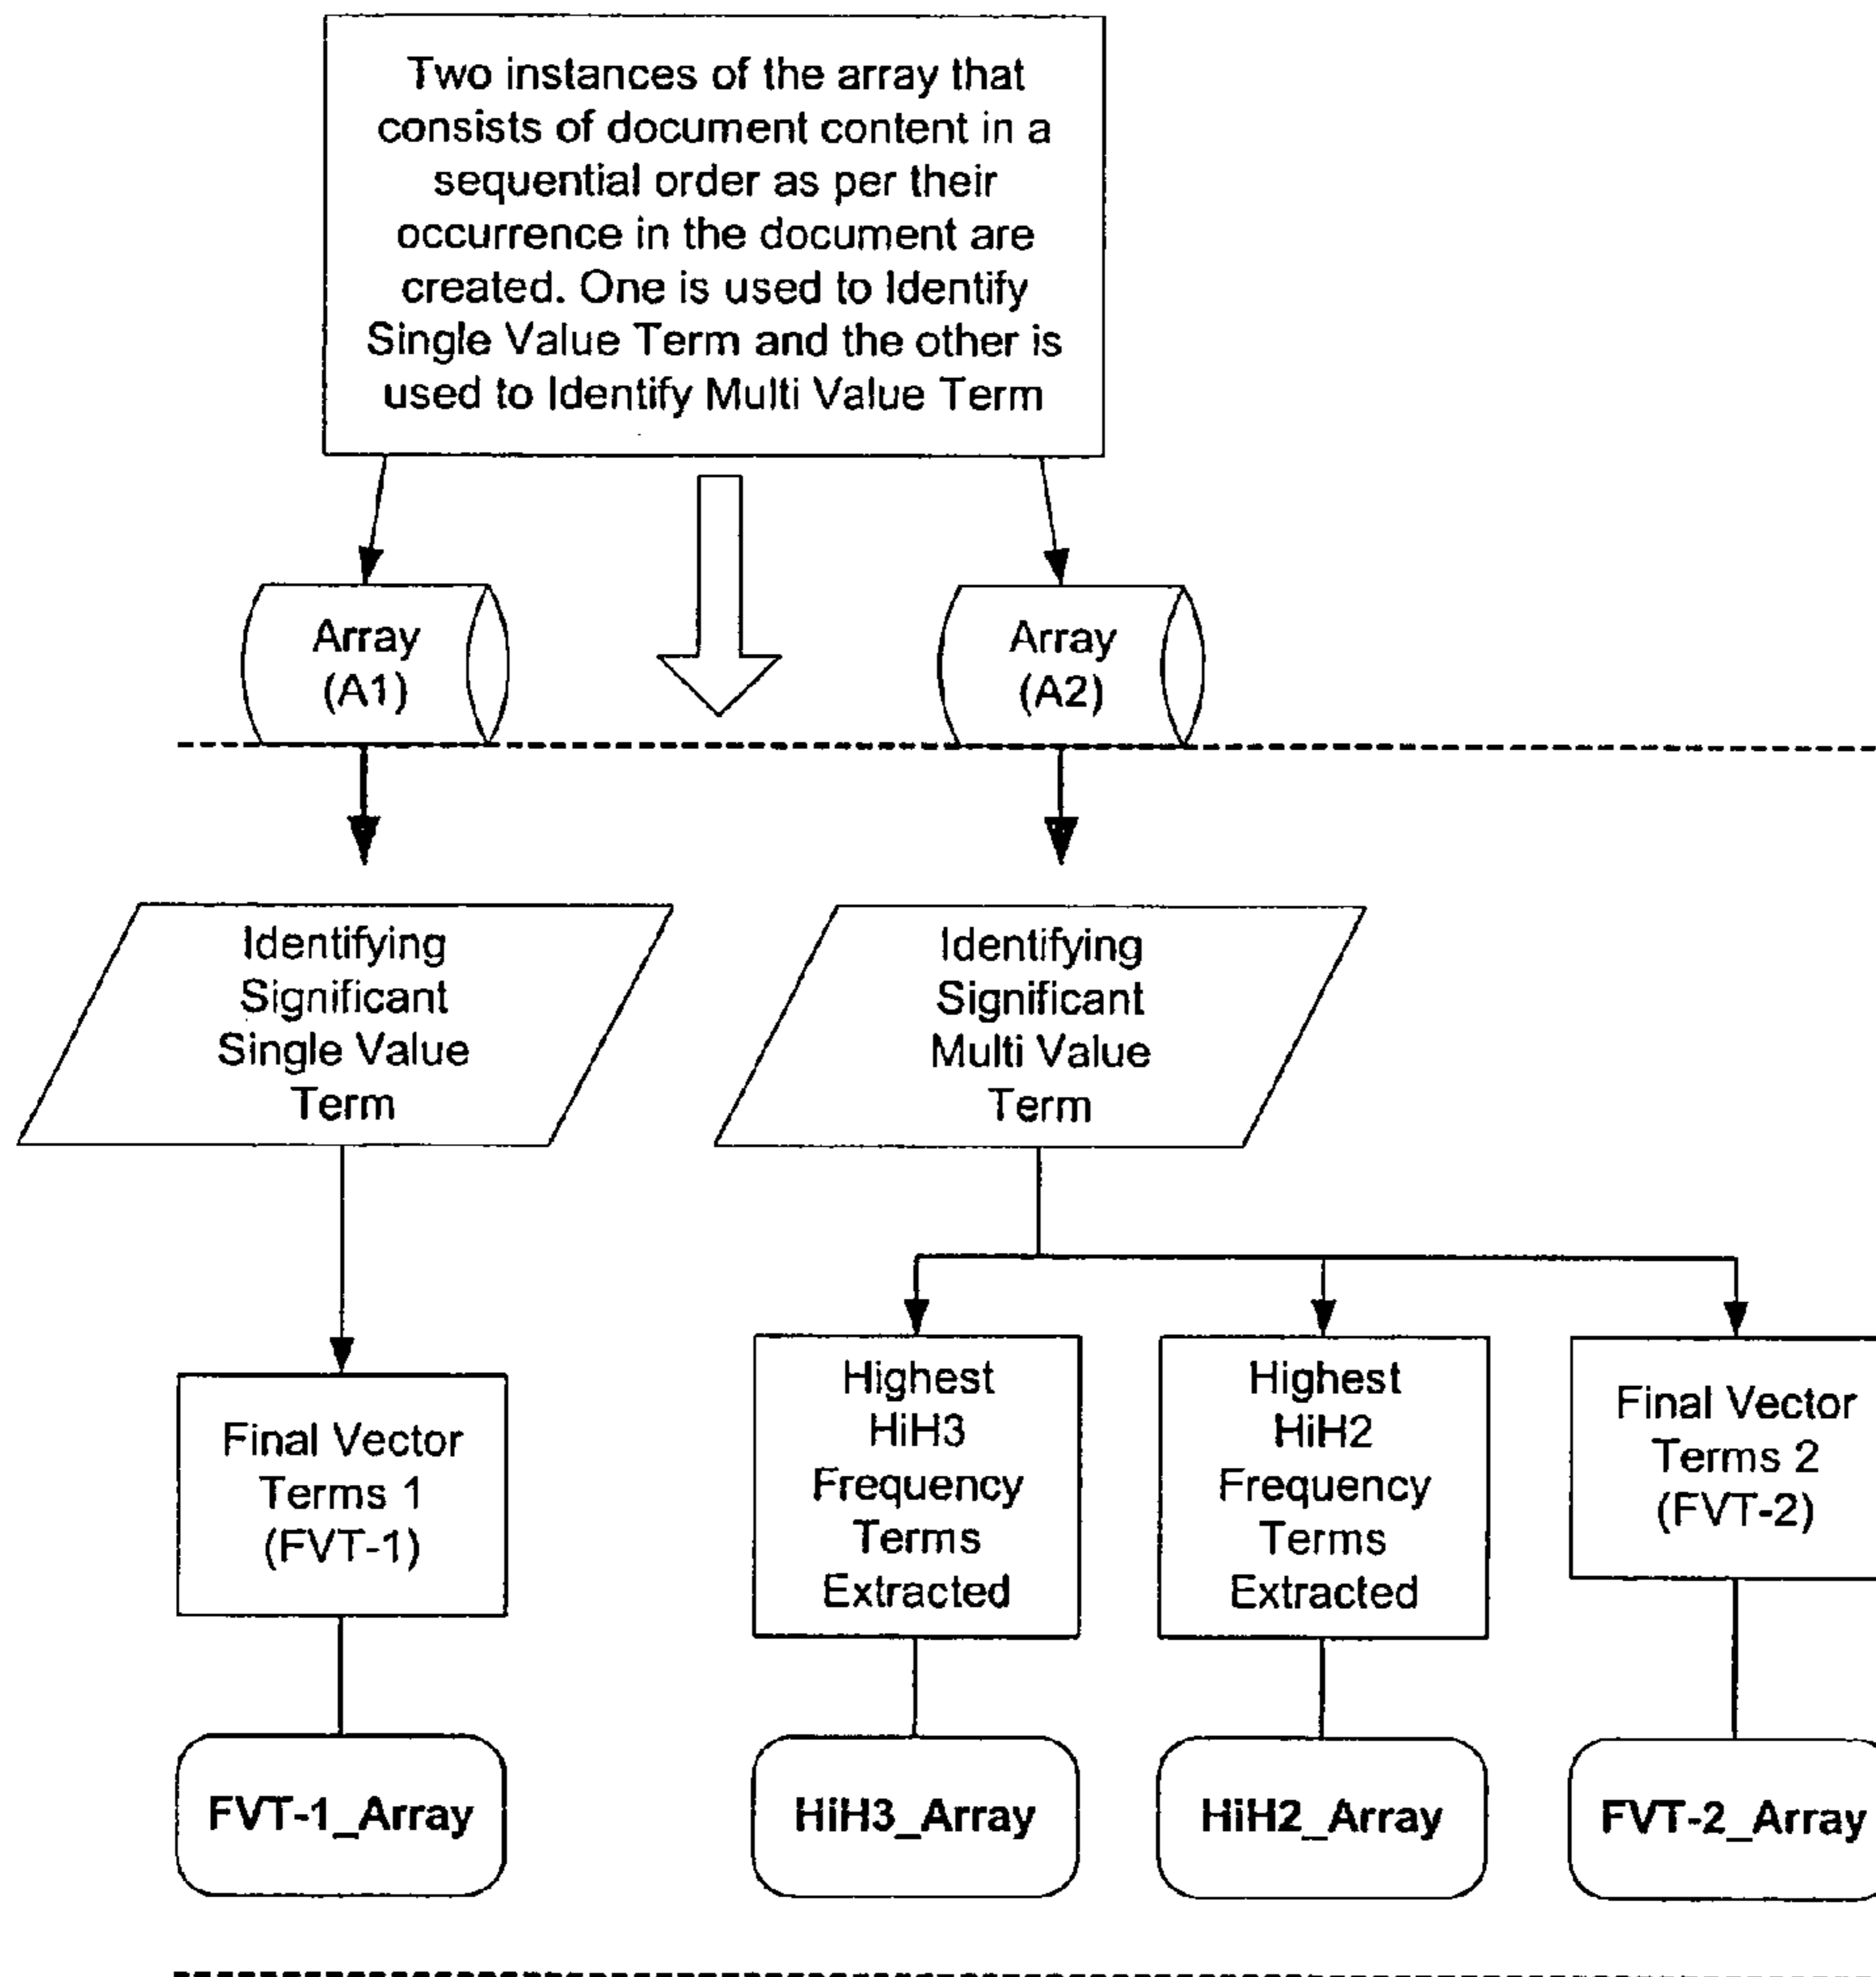 Two instances of the array that
consists of document content in a
sequential order as per their
occurrence in the document are
created. One is used to Identify
Single Value Term and the other is
used to Identify Multi Value Term
Array
(A1)
Array
(A2)
Identifying
Significant
Single Value
Term
Identifying
Significant
Multi Value
Term
Final Vector
Terms 1
(FVT-1)
Highest
HiH3
Frequency
Terms
Extracted
Highest
HiH2
Frequency
Terms
Extracted
Final Vector
Terms 2
(FVT-2)
FVT-1_Array
HiH3_Array
HiH2_Array
FVT-2_Array